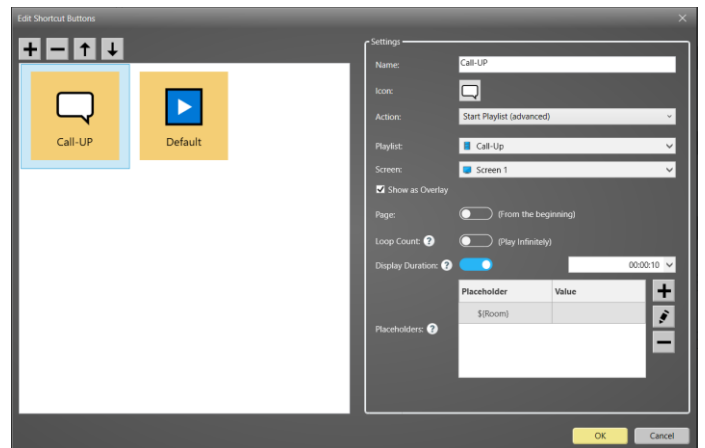 Edit Shortcut Buttons
Call-UP
Default
Settings
Name: Call-UP
Icon:
Action: Start Playlist (advanced)
Playlist: Call-Up
Screen: Screen 1
Show as Overlay
Page: (From the beginning)
Loop Count: ? (Play Infinitely)
Display Duration: ? 00:00:10
Placeholder Value
$(Room)
Placeholders: ?
OK Cancel